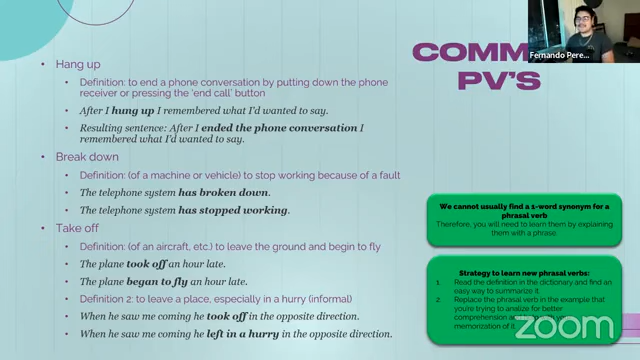 COMM
PV'S
Fernando Pere...
• Hang up
• Definition: to end a phone conversation by putting down the phone
receiver or pressing the 'end call' button
• After I hung up I remembered what I'd wanted to say.
• Resulting sentence: After I ended the phone conversation I
remembered what I'd wanted to say.
• Break down
• Definition: (of a machine or vehicle) to stop working because of a fault
• The telephone system has broken down.
• The telephone system has stopped working.
• Take off
• Definition: (of an aircraft, etc.) to leave the ground and begin to fly
• The plane took off an hour late.
• The plane began to fly an hour late.
• Definition 2: to leave a place, especially in a hurry (informal)
• When he saw me coming he took off in the opposite direction.
• When he saw me coming he left in a hurry in the opposite direction.
We cannot usually find a 1-word synonym for a
phrasal verb
Therefore, you will need to learn them by explaining
them with a phrase.
Strategy to learn new phrasal verbs:
1. Read the definition in the dictionary and find an
easy way to summarize it.
2. Replace the phrasal verb in the example that
you're trying to analize for better
comprehension
memorization of it.
zoom